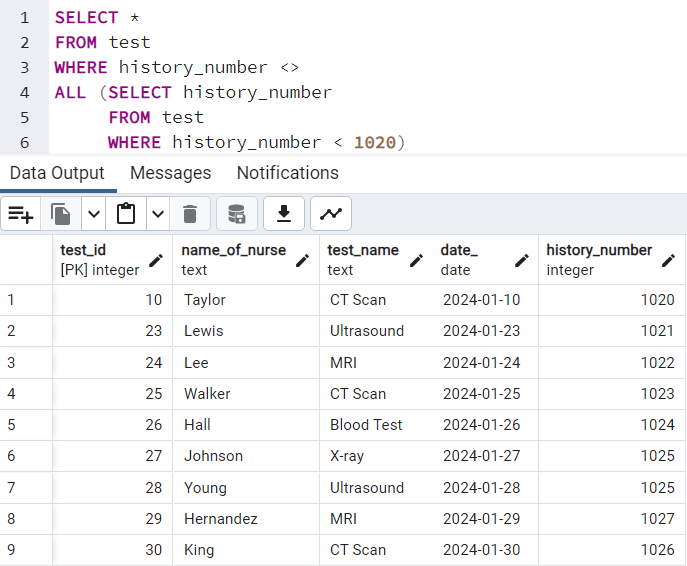 1 SELECT *
2 FROM test
3 WHERE history_number <>
4 ALL (SELECT history_number
5 FROM test
6 WHERE history_number < 1020)
Data Output Messages Notifications
test_id name_of_nurse test_name date_ history_number
[PK] integer text text date integer
1 10 Taylor CT Scan 2024-01-10 1020
2 23 Lewis Ultrasound 2024-01-23 1021
3 24 Lee MRI 2024-01-24 1022
4 25 Walker CT Scan 2024-01-25 1023
5 26 Hall Blood Test 2024-01-26 1024
6 27 Johnson X-ray 2024-01-27 1025
7 28 Young Ultrasound 2024-01-28 1025
8 29 Hernandez MRI 2024-01-29 1027
9 30 King CT Scan 2024-01-30 1026